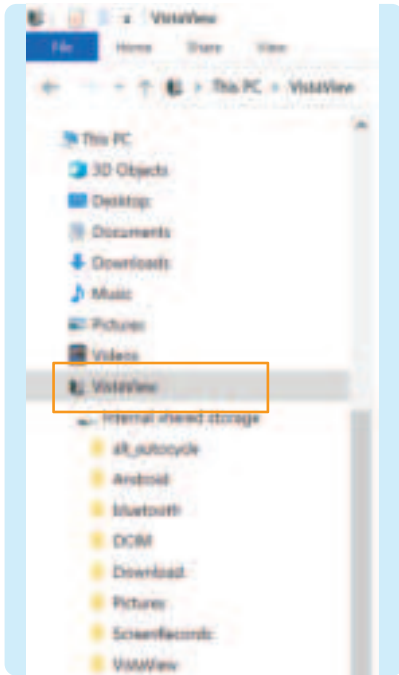 VistaView
File Home Share View
This PC > VistaView
This PC
3D Objects
Desktop
Documents
Downloads
Music
Pictures
Videos
VistaView
Internal shared storage
alt_autocycle
Android
bluetooth
DCIM
Download
Pictures
ScreenRecords
VistaView